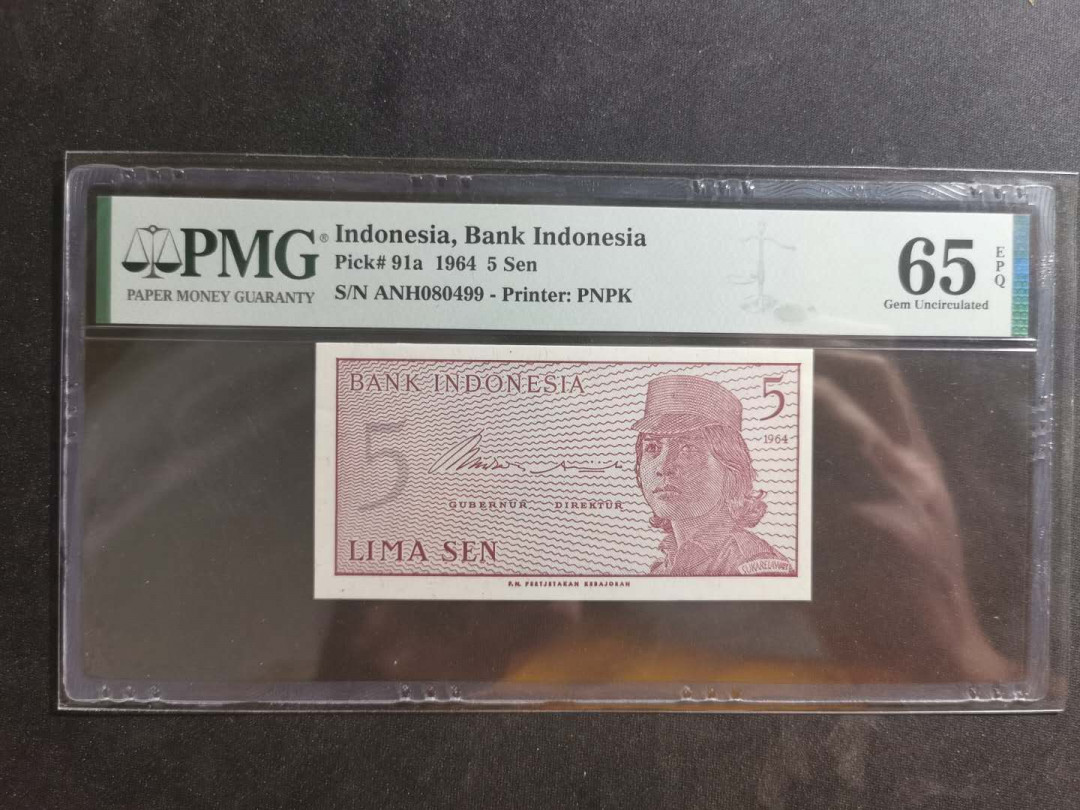 PMG®
PAPER MONEY GUARANTY
Indonesia, Bank Indonesia
Pick# 91a 1964 5 Sen
S/N ANH080499 - Printer: PNPK
65
EPQ
Gem Uncirculated
BANK INDONESIA
5
1964
5
GUBERNUR DIREKTUR
LIMA SEN
SUKARELAWATI
P.N. PERTJETAKAN KEBAJORAN